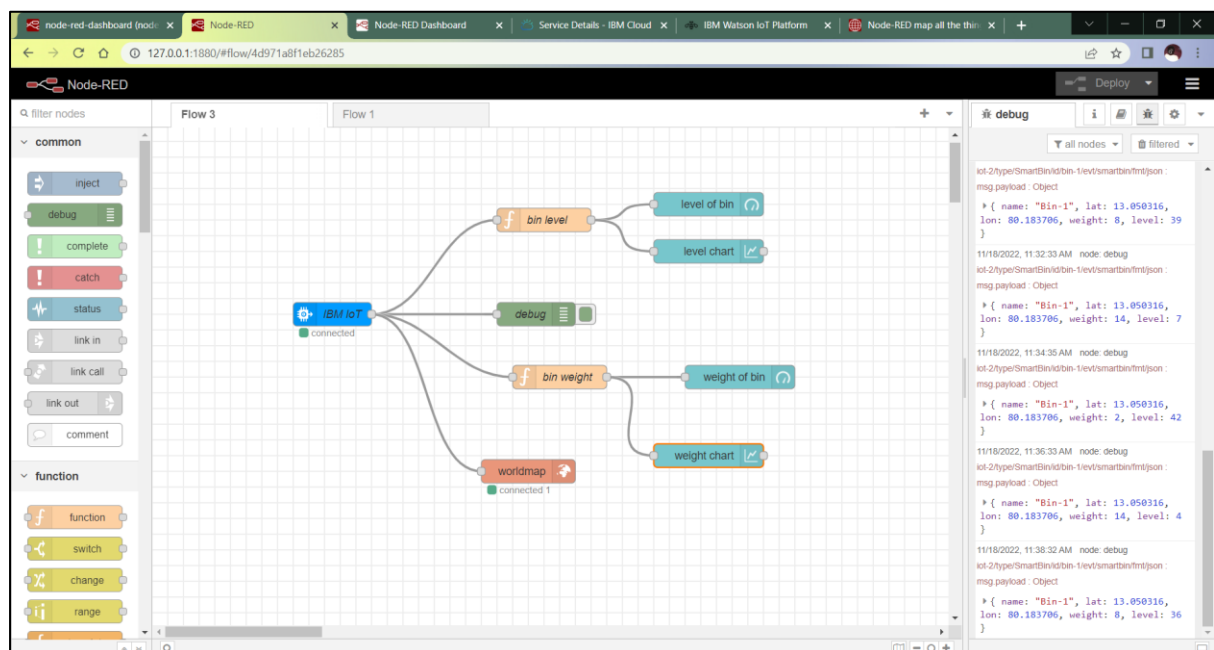 node-red-dashboard (node
Node-RED
Node-RED Dashboard
Service Details - IBM Cloud
IBM Watson IoT Platform
Node-RED map all the thin
127.0.0.1:1880/#flow/4d971a8f1eb26285
Node-RED
Deploy
filter nodes
Flow 3
Flow 1
debug
i
all nodes
filtered
common
inject
debug
complete
catch
status
link in
link call
link out
comment
function
function
switch
change
range
bin level
level of bin
level chart
IBM IoT
connected
debug
bin weight
weight of bin
weight chart
worldmap
connected 1
iot-2/type/SmartBin/id/bin-1/evt/smartbin/fmt/json :
msg.payload : Object
{ name: "Bin-1", lat: 13.050316,
lon: 80.183706, weight: 8, level: 39
}
11/18/2022, 11:32:33 AM node: debug
iot-2/type/SmartBin/id/bin-1/evt/smartbin/fmt/json :
msg.payload : Object
{ name: "Bin-1", lat: 13.050316,
lon: 80.183706, weight: 14, level: 7
}
11/18/2022, 11:34:35 AM node: debug
iot-2/type/SmartBin/id/bin-1/evt/smartbin/fmt/json :
msg.payload : Object
{ name: "Bin-1", lat: 13.050316,
lon: 80.183706, weight: 2, level: 42
}
11/18/2022, 11:36:33 AM node: debug
iot-2/type/SmartBin/id/bin-1/evt/smartbin/fmt/json :
msg.payload : Object
{ name: "Bin-1", lat: 13.050316,
lon: 80.183706, weight: 14, level: 4
}
11/18/2022, 11:38:32 AM node: debug
iot-2/type/SmartBin/id/bin-1/evt/smartbin/fmt/json :
msg.payload : Object
{ name: "Bin-1", lat: 13.050316,
lon: 80.183706, weight: 8, level: 36
}